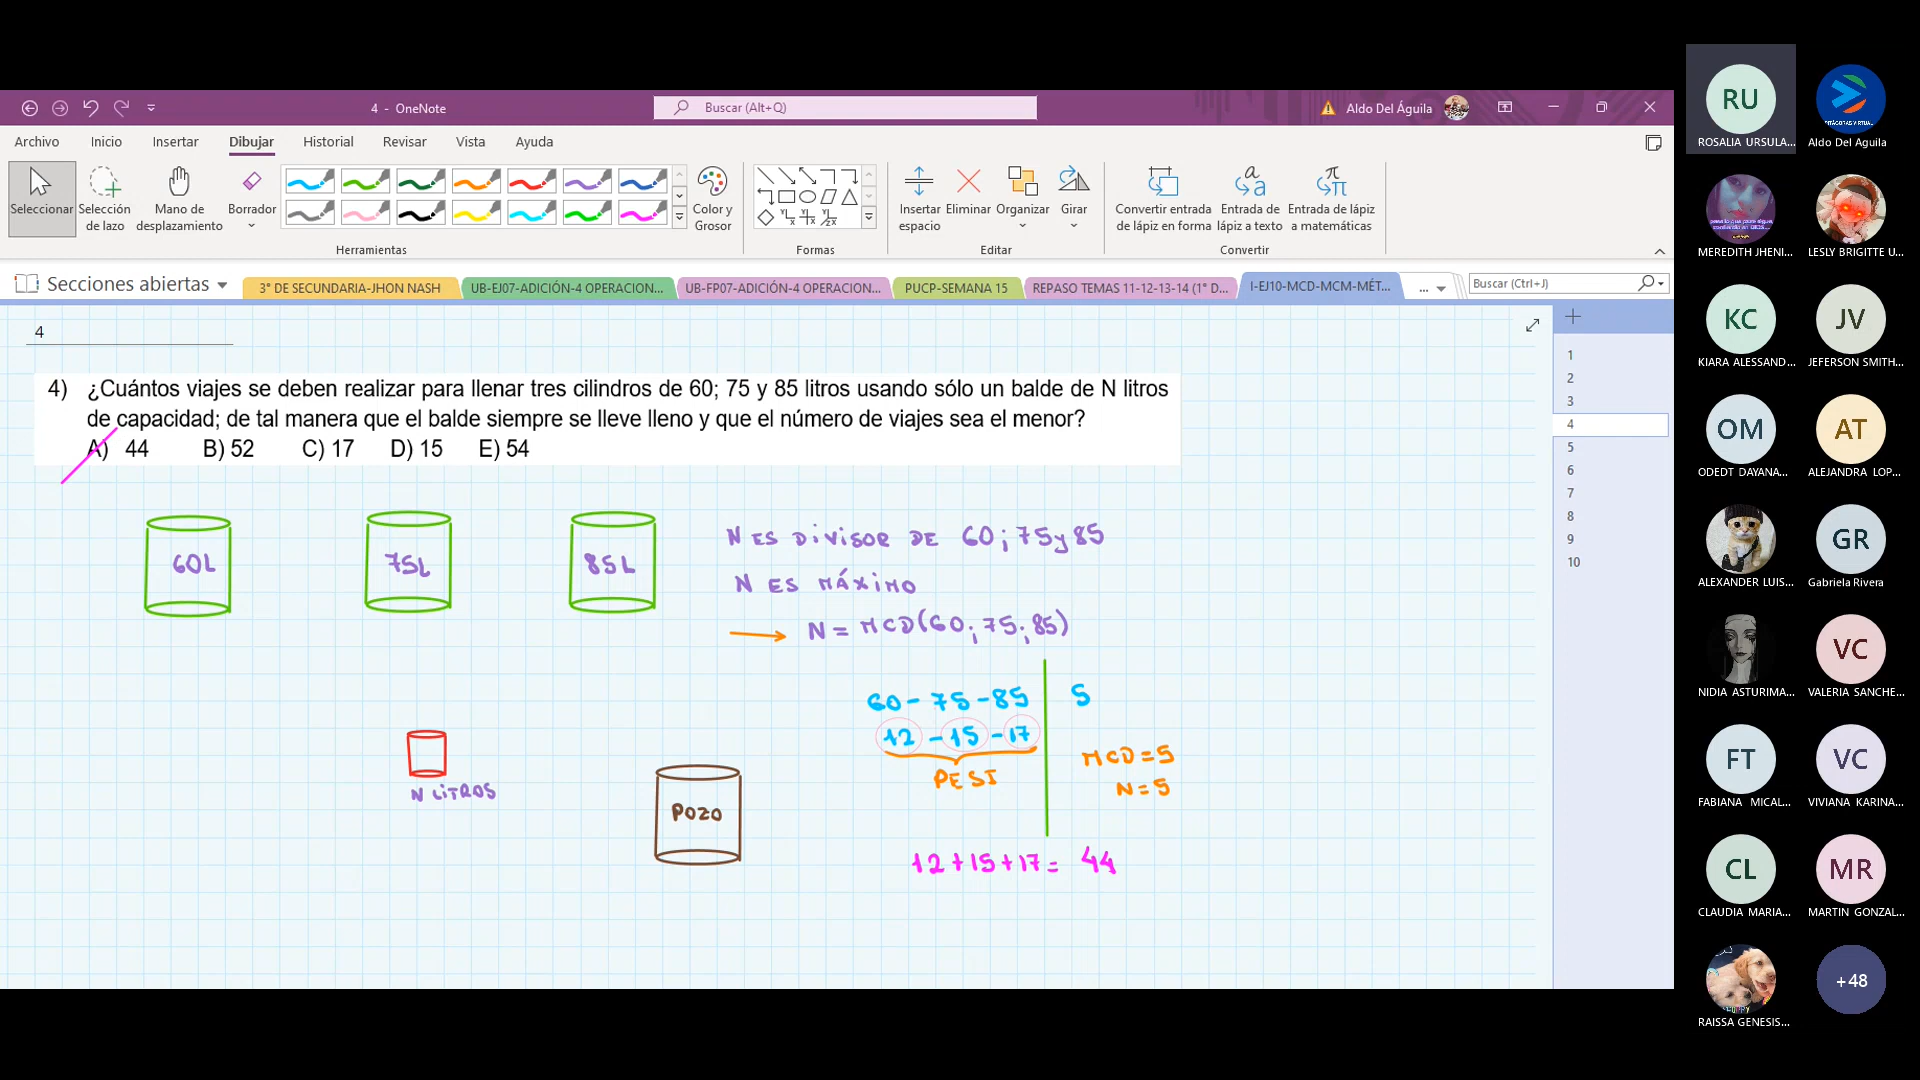 4 - OneNote
Buscar (Alt+Q)
Aldo Del Águila
Archivo Inicio Insertar Dibujar Historial Revisar Vista Ayuda
Seleccionar
Selección de lazo
Mano de desplazamiento
Borrador
Color y Grosor
Insertar espacio
Eliminar
Organizar
Girar
Convertir entrada de lápiz en forma
Entrada de lápiz a texto
Entrada de lápiz a matemáticas
Herramientas Formas Editar Convertir
Secciones abiertas
3° DE SECUNDARIA-JHON NASH
UB-EJ07-ADICIÓN-4 OPERACION...
UB-FP07-ADICIÓN-4 OPERACION...
PUCP-SEMANA 15
REPASO TEMAS 11-12-13-14 (1° D...
I-EJ10-MCD-MCM-MÉT...
...
Buscar (Ctrl+J)
4
4) ¿Cuántos viajes se deben realizar para llenar tres cilindros de 60; 75 y 85 litros usando sólo un balde de N litros
de capacidad; de tal manera que el balde siempre se lleve lleno y que el número de viajes sea el menor?
A) 44 B) 52 C) 17 D) 15 E) 54
60L 75L 85L
N ES DIVISOR DE 60; 75 y 85
N ES MÁXIMO
N = MCD(60; 75; 85)
60 - 75 - 85 5
12 - 15 - 17
PESI
MCD = 5
N = 5
N LITROS
POZO
12 + 15 + 17 = 44
1
2
3
4
5
6
7
8
9
10
RU
ROSALIA URSULA...
PITÁGORAS VIRTUAL
Aldo Del Aguila
MEREDITH JHENI...
LESLY BRIGITTE U...
KC
KIARA ALESSAND...
JV
JEFERSON SMITH...
OM
ODEDT DAYANA...
AT
ALEJANDRA LOP...
ALEXANDER LUIS...
GR
Gabriela Rivera
NIDIA ASTURIMA...
VC
VALERIA SANCHE...
FT
FABIANA MICAL...
VC
VIVIANA KARINA...
CL
CLAUDIA MARIA...
MR
MARTIN GONZAL...
RAISSA GENESIS...
+48